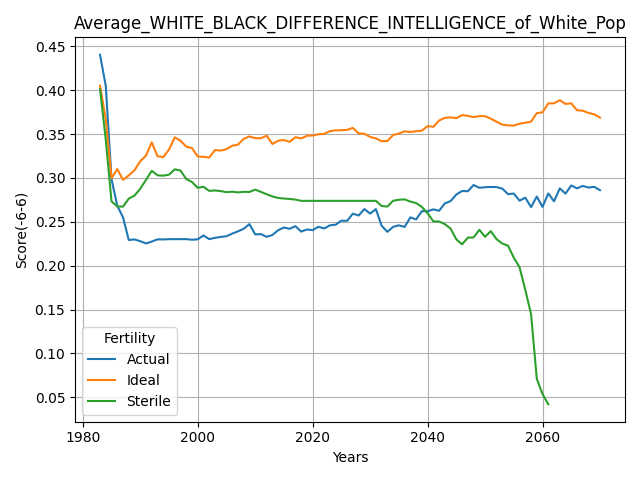 Average_WHITE_BLACK_DIFFERENCE_INTELLIGENCE_of_White_Pop
0.45
0.40
0.35
0.30
0.25
0.20
0.15
0.10
0.05
Score(-6-6)
Fertility
Actual
Ideal
Sterile
1980
2000
2020
2040
2060
Years